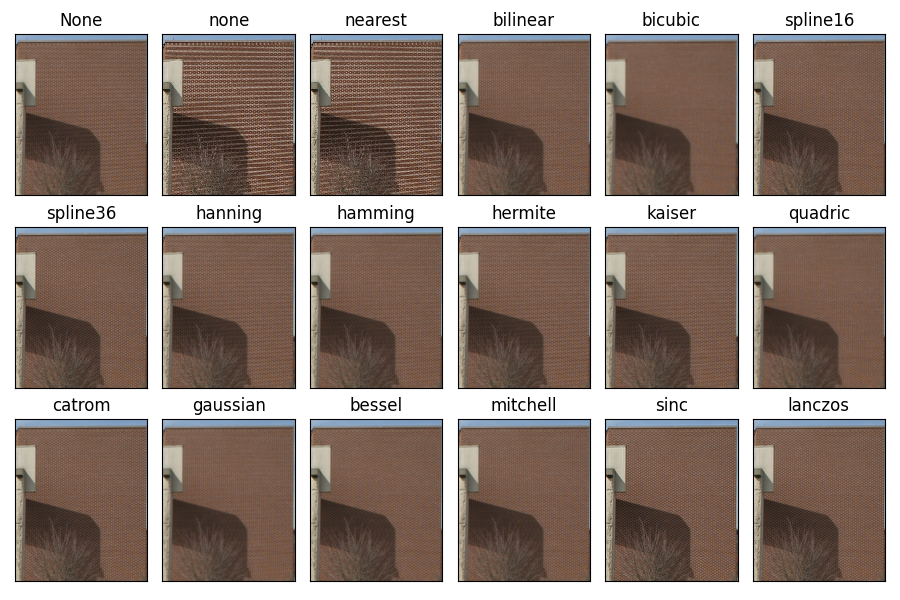 None none nearest bilinear bicubic spline16
spline36 hanning hamming hermite kaiser quadric
catrom gaussian bessel mitchell sinc lanczos